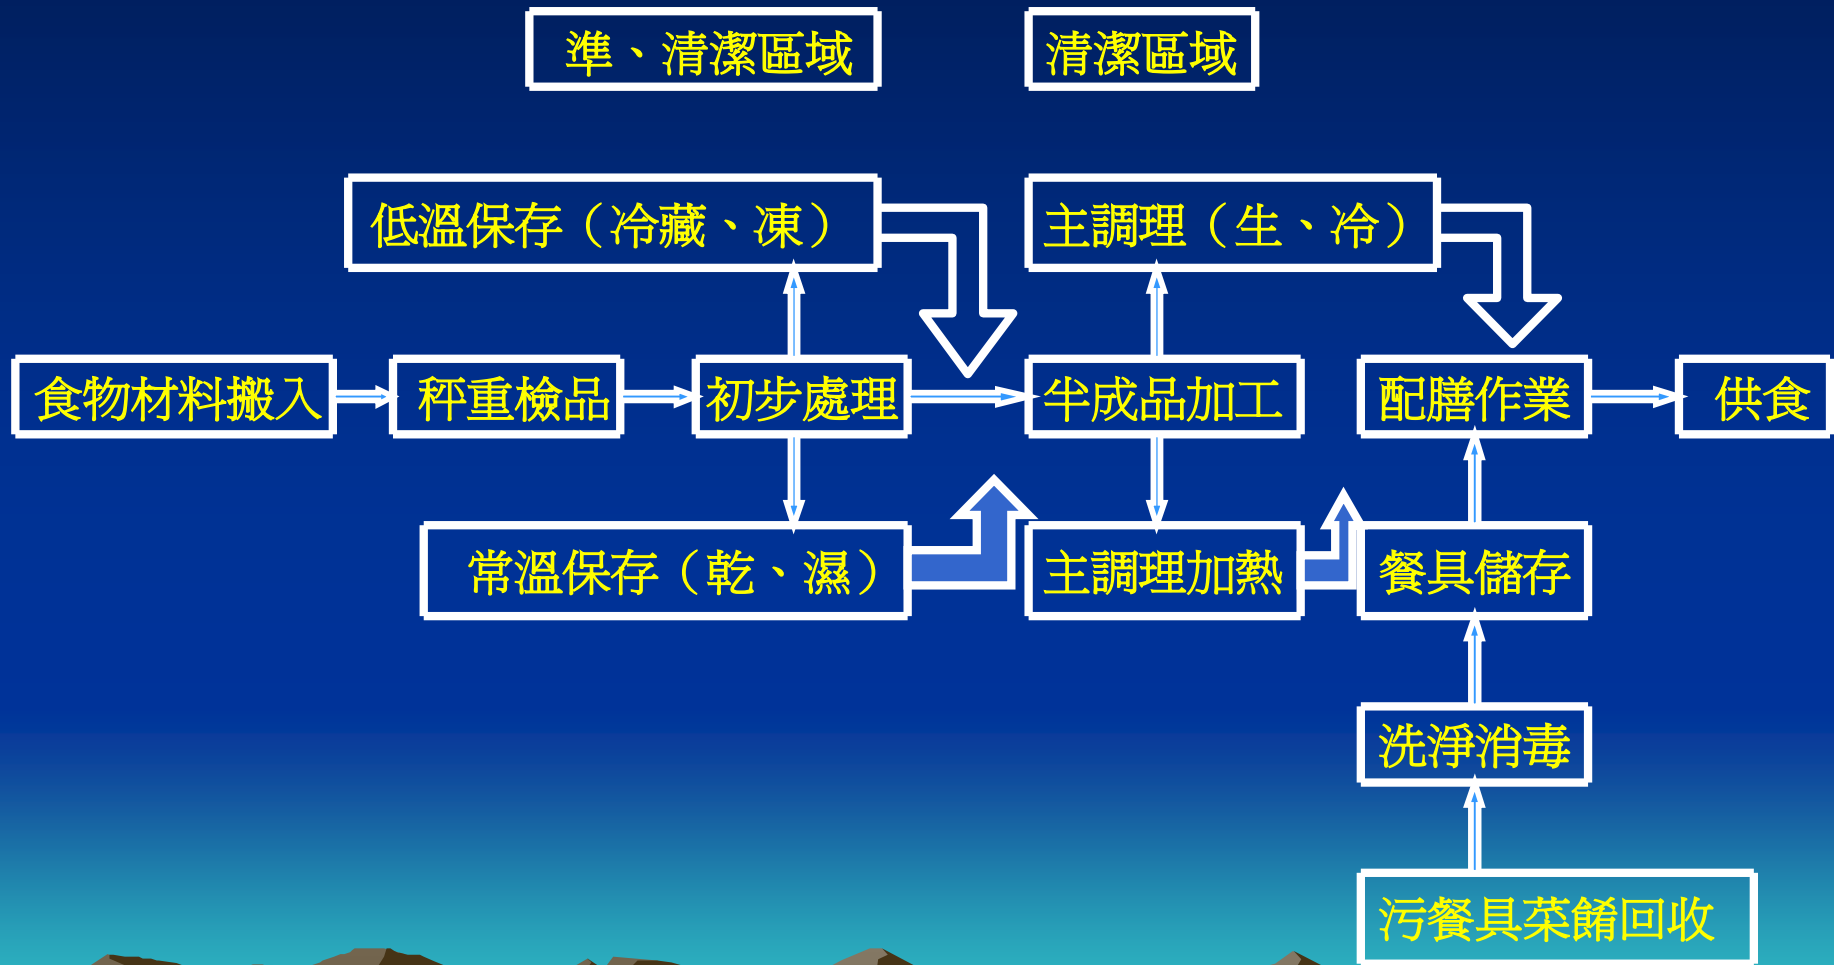 準、清潔區域
清潔區域
低溫保存（冷藏、凍）
主調理（生、冷）
食物材料搬入
秤重檢品
初步處理
半成品加工
配膳作業
供食
常溫保存（乾、濕）
主調理加熱
餐具儲存
洗淨消毒
污餐具菜餚回收